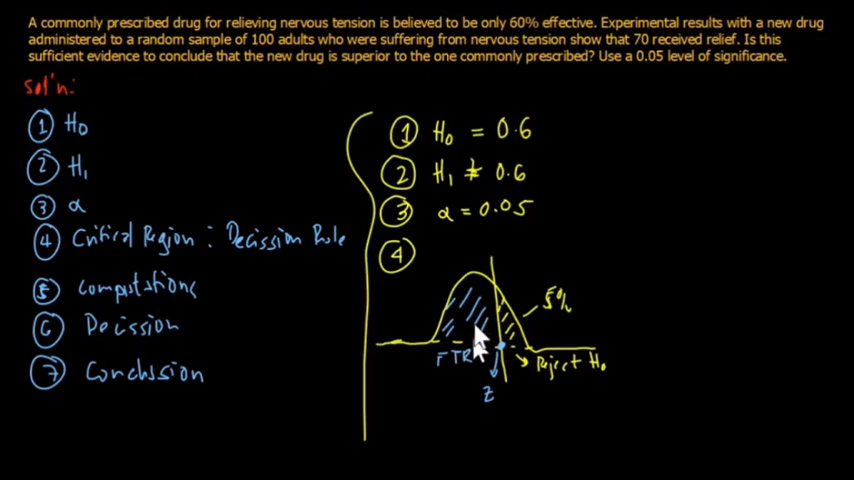 A commonly prescribed drug for relieving nervous tension is believed to be only 60% effective. Experimental results with a new drug
administered to a random sample of 100 adults who were suffering from nervous tension show that 70 received relief. Is this
sufficient evidence to conclude that the new drug is superior to the one commonly prescribed? Use a 0.05 level of significance.
Sol'n:
① H₀
② H₁
③ α
④ Critical Region : Decission Rule
⑤ Computations
⑥ Decission
⑦ Conclussion
① H₀ = 0.6
② H₁ ≠ 0.6
③ α = 0.05
④
5%
FTR
Reject H₀
Z